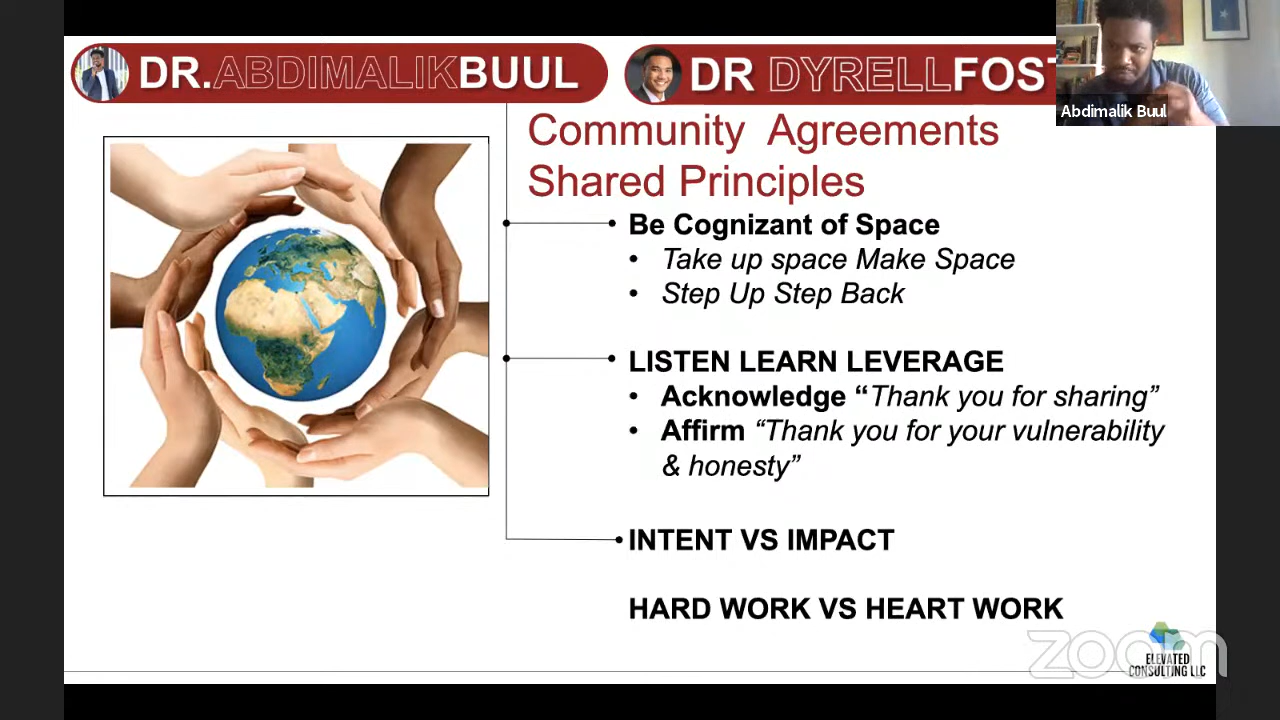 DR.ABDIMALIKBUUL
DR DYRELLFOST
Abdimalik Buul
Community Agreements
Shared Principles
Be Cognizant of Space
• Take up space Make Space
• Step Up Step Back
LISTEN LEARN LEVERAGE
• Acknowledge “Thank you for sharing”
• Affirm “Thank you for your vulnerability
& honesty”
INTENT VS IMPACT
HARD WORK VS HEART WORK
zoom
ELEVATED
CONSULTING LLC